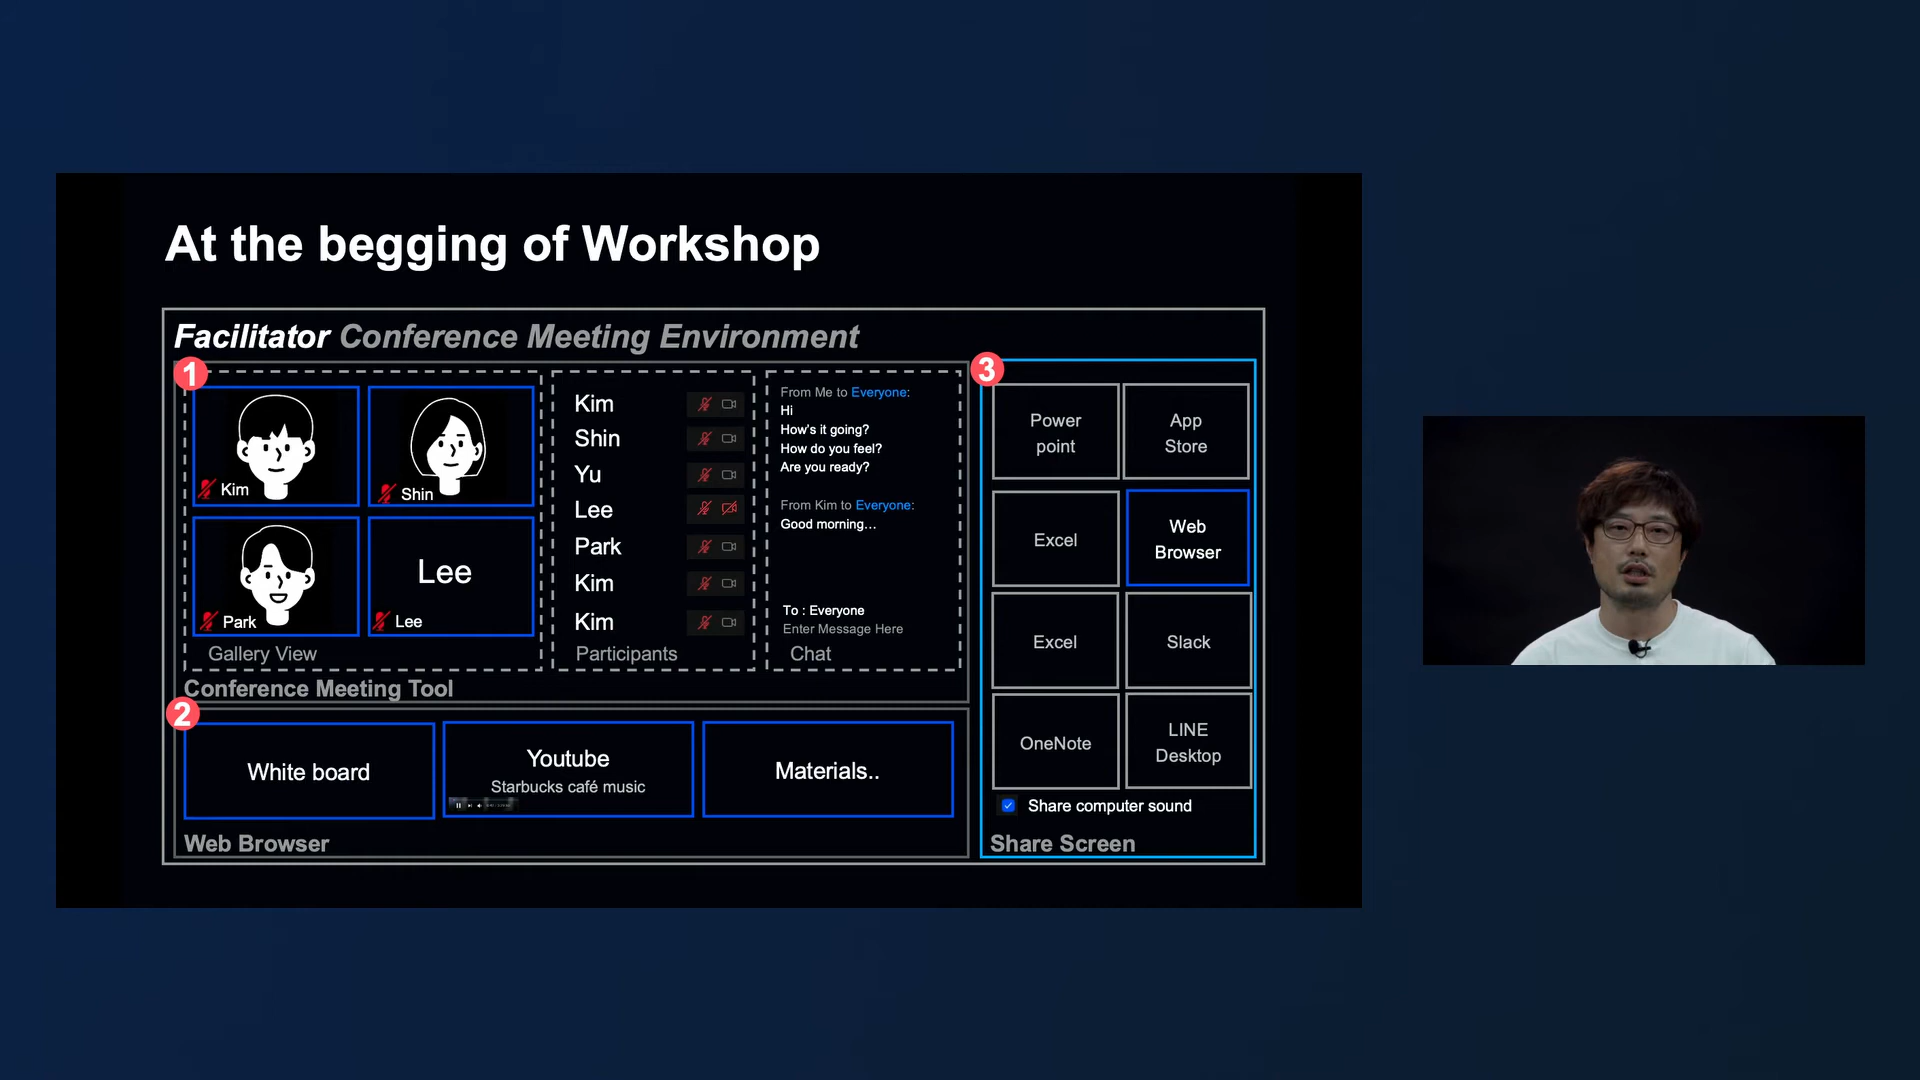 At the begging of Workshop
Facilitator Conference Meeting Environment
1
Kim
Shin
Park
Lee
Lee
Gallery View
Kim
Shin
Yu
Lee
Park
Kim
Kim
Participants
From Me to Everyone:
Hi
How's it going?
How do you feel?
Are you ready?
From Kim to Everyone:
Good morning...
To : Everyone
Enter Message Here
Chat
Conference Meeting Tool
2
White board
Youtube
Starbucks café music
Materials..
Web Browser
3
Power
point
App
Store
Excel
Web
Browser
Excel
Slack
OneNote
LINE
Desktop
Share computer sound
Share Screen